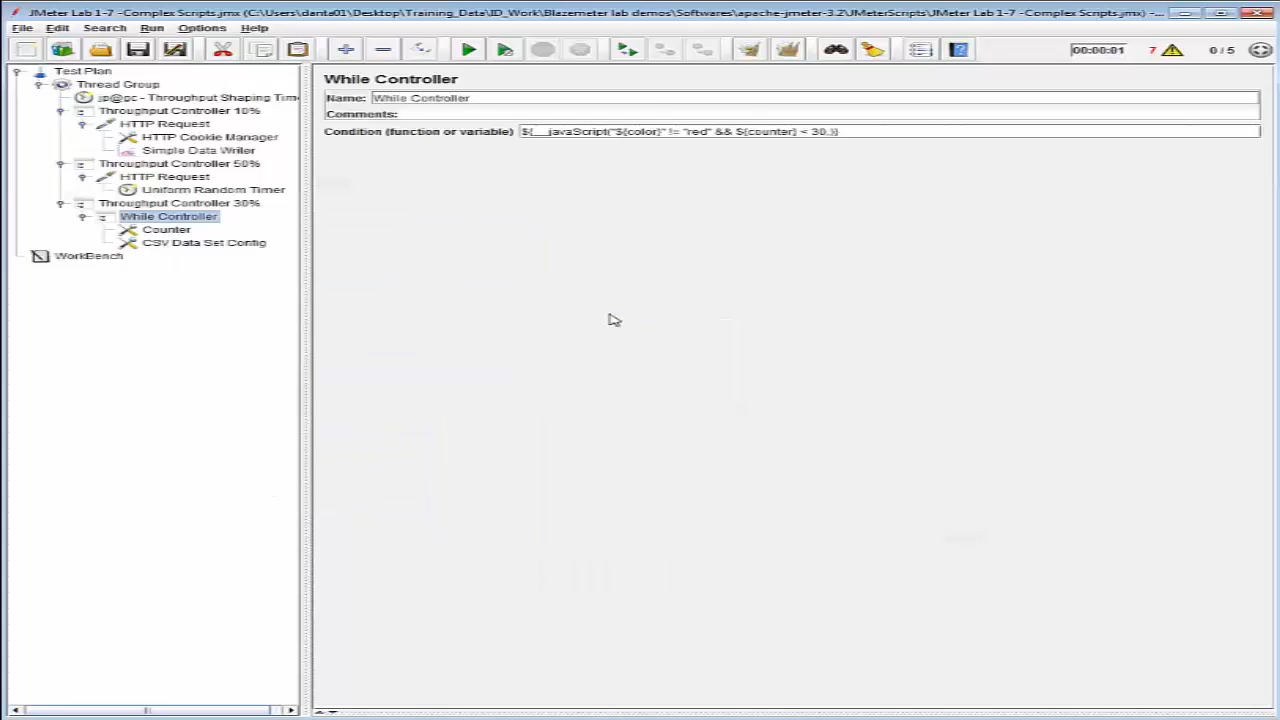 JMeter Lab 1-7 -Complex Scripts.jmx (C:\Users\danta01\Desktop\Training_Data\ID_Work\Blazemeter lab demos\Softwares\apache-jmeter-3.2\JMeterScripts\JMeter Lab 1-7 -Complex Scripts.jmx) -...
File Edit Search Run Options Help
00:00:01 7 0 / 5
Test Plan
Thread Group
jp@gc - Throughput Shaping Tim
Throughput Controller 10%
HTTP Request
HTTP Cookie Manager
Simple Data Writer
Throughput Controller 50%
HTTP Request
Uniform Random Timer
Throughput Controller 30%
While Controller
Counter
CSV Data Set Config
WorkBench
While Controller
Name: While Controller
Comments:
Condition (function or variable) ${__javaScript("${color}" != "red" && ${counter} < 30,)}